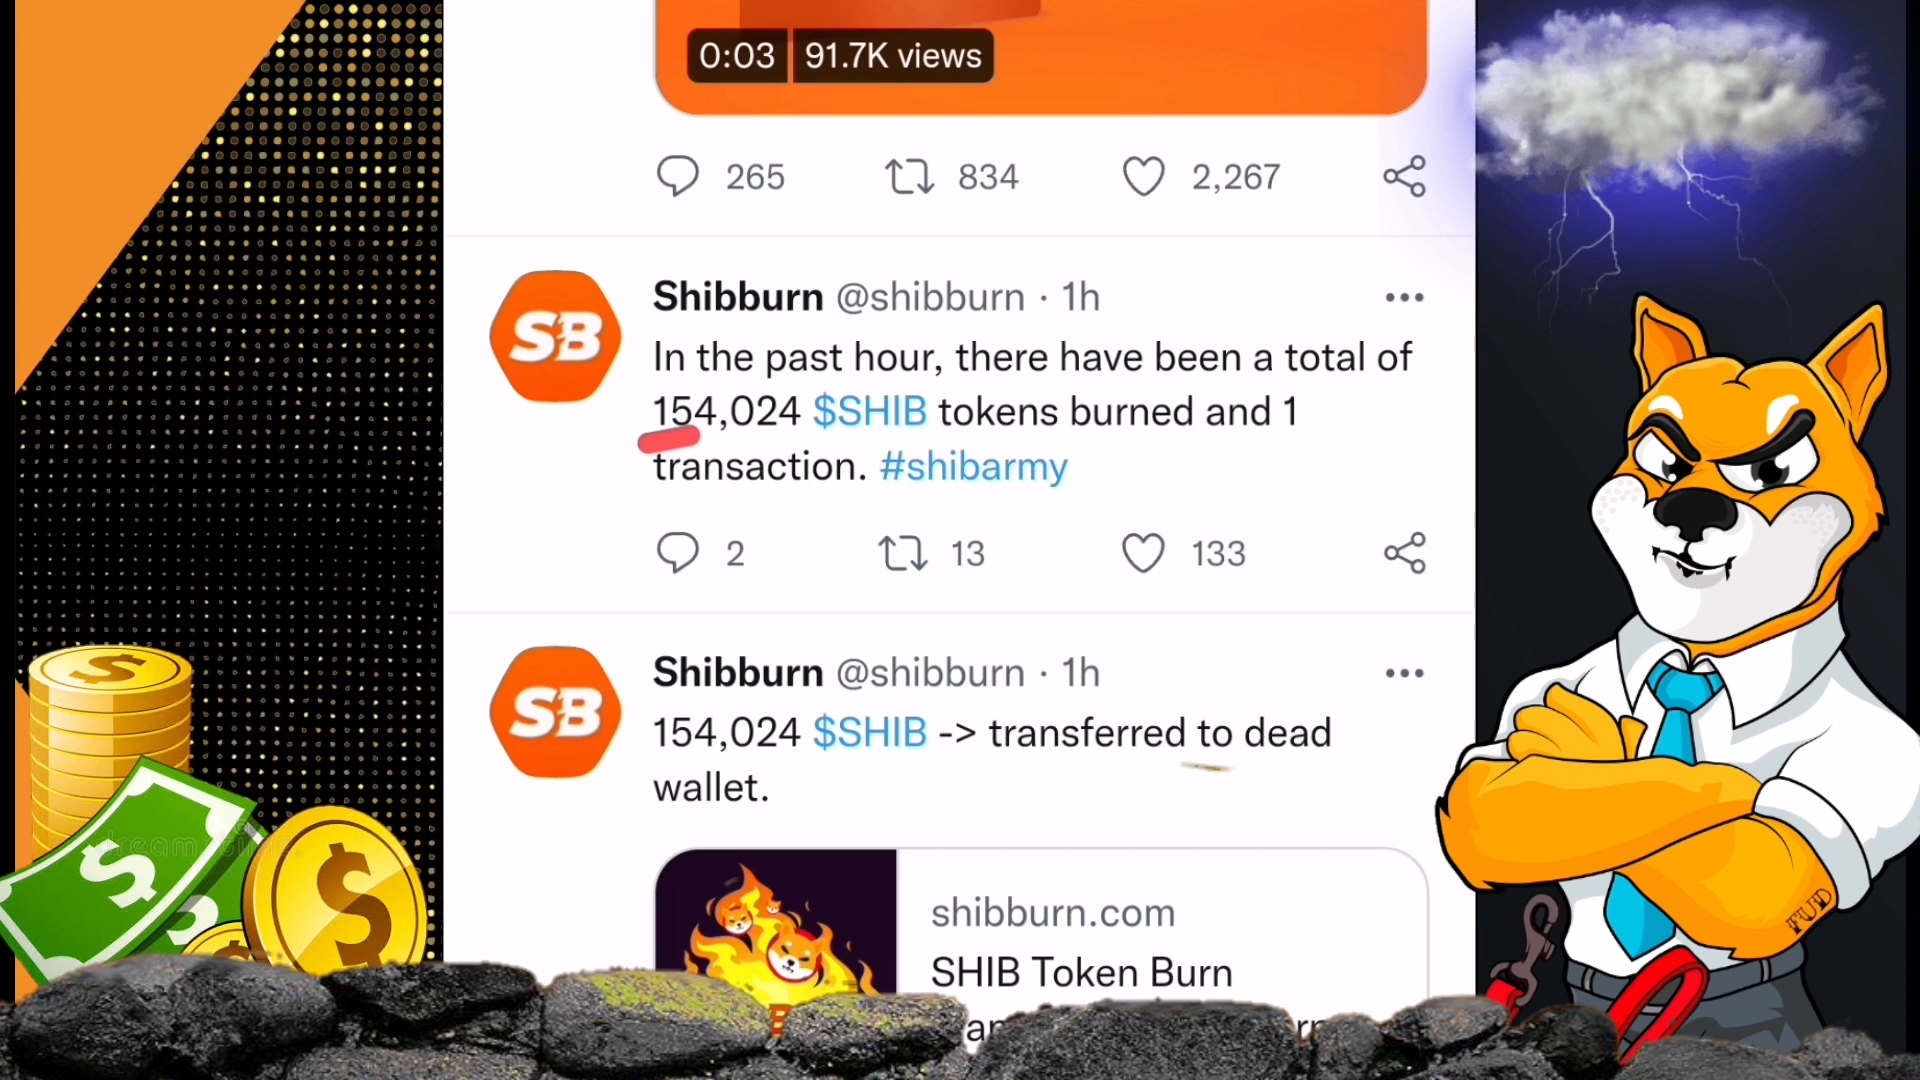 0:03 91.7K views
265 834 2,267
Shibburn @shibburn · 1h
SB
In the past hour, there have been a total of
154,024 $SHIB tokens burned and 1
transaction. #shibarmy
2 13 133
Shibburn @shibburn · 1h
SB
154,024 $SHIB -> transferred to dead
wallet.
shibburn.com
SHIB Token Burn
FUD